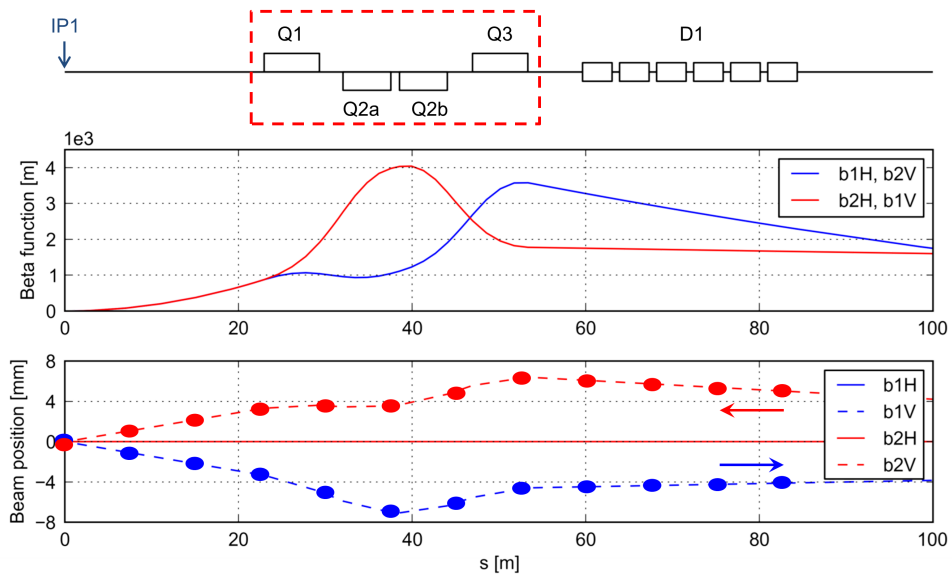 IP1
Q1
Q3
D1
Q2a
Q2b
1e3
Beta function [m]
4
3
2
1
0
b1H, b2V
b2H, b1V
0
20
40
60
80
100
Beam position [mm]
8
4
0
−4
−8
b1H
b1V
b2H
b2V
0
20
40
60
80
100
s [m]